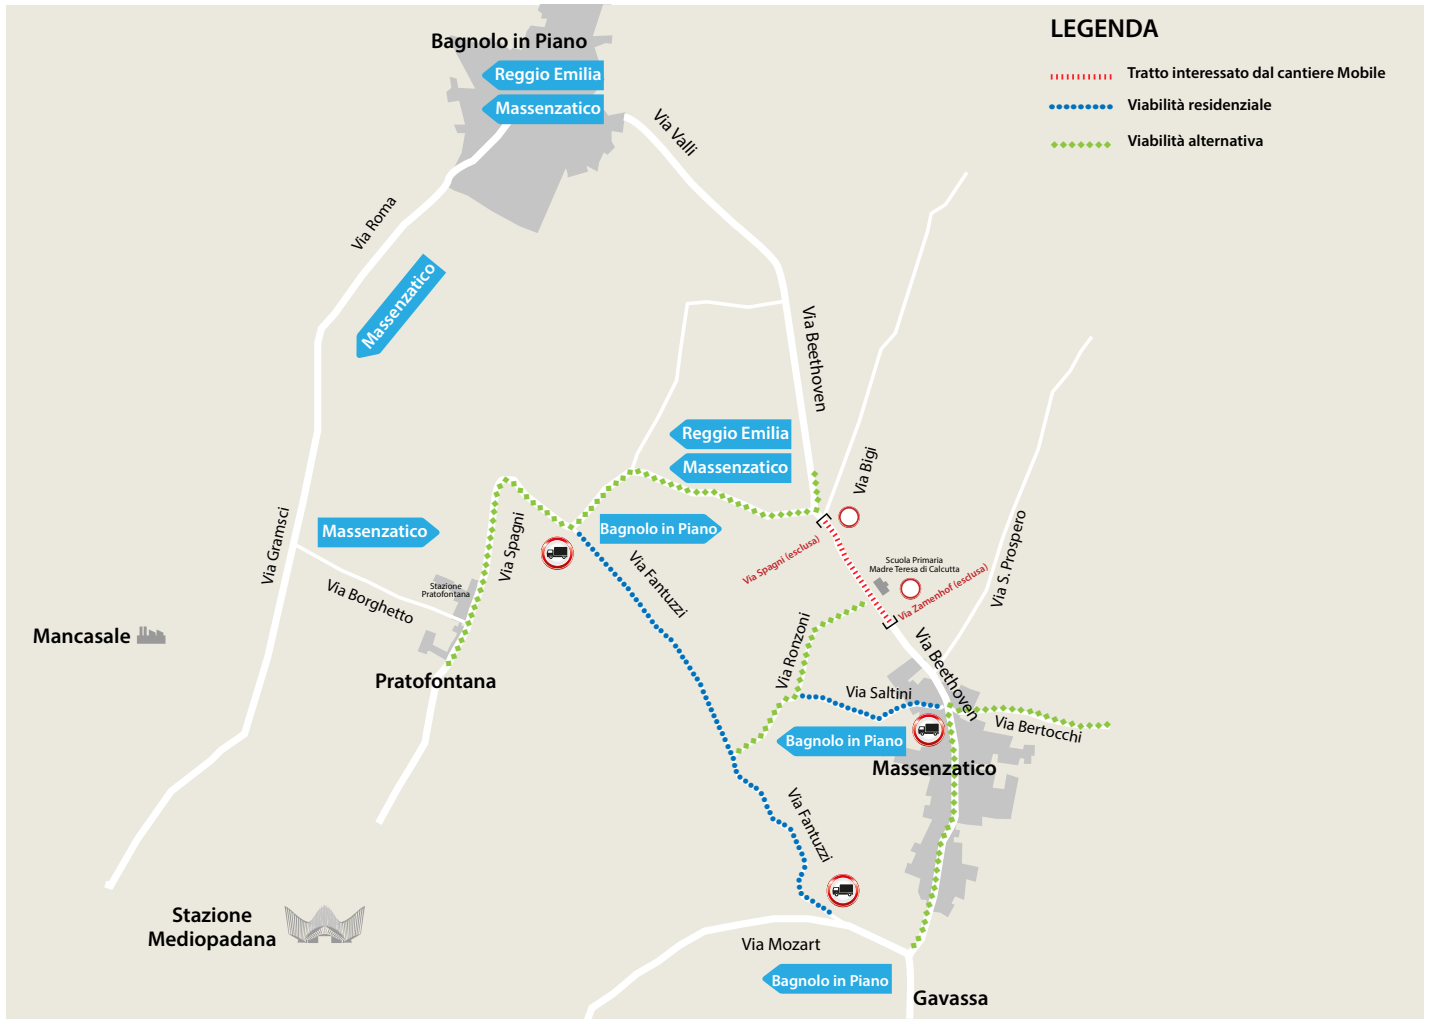 LEGENDA
Tratto interessato dal cantiere Mobile
Viabilità residenziale
Viabilità alternativa
Bagnolo in Piano
Reggio Emilia
Massenzatico
Via Valli
Via Roma
Massenzatico
Via Beethoven
Reggio Emilia
Massenzatico
Via Bigi
Via Gramsci
Massenzatico
Via Spagni
Bagnolo in Piano
Via Spagni (esclusa)
Scuola Primaria
Madre Teresa di Calcutta
Via Zamenhof (esclusa)
Via S. Prospero
Via Fantuzzi
Stazione
Pratofontana
Via Borghetto
Mancasale
Pratofontana
Via Ronzoni
Via Beethoven
Via Saltini
Via Bertocchi
Bagnolo in Piano
Massenzatico
Via Fantuzzi
Stazione
Mediopadana
Via Mozart
Bagnolo in Piano
Gavassa